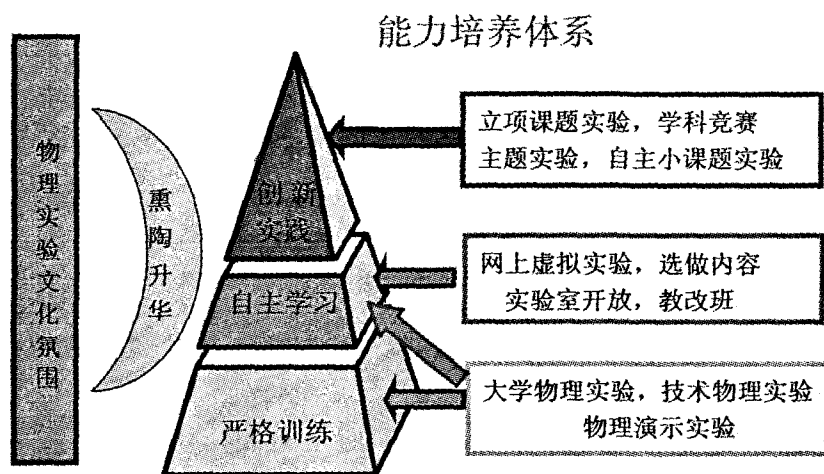 能力培养体系
物理实验文化氛围
熏陶升华
创新
实践
自主学习
严格训练
立项课题实验，学科竞赛
主题实验，自主小课题实验
网上虚拟实验，选做内容
实验室开放，教改班
大学物理实验，技术物理实验
物理演示实验